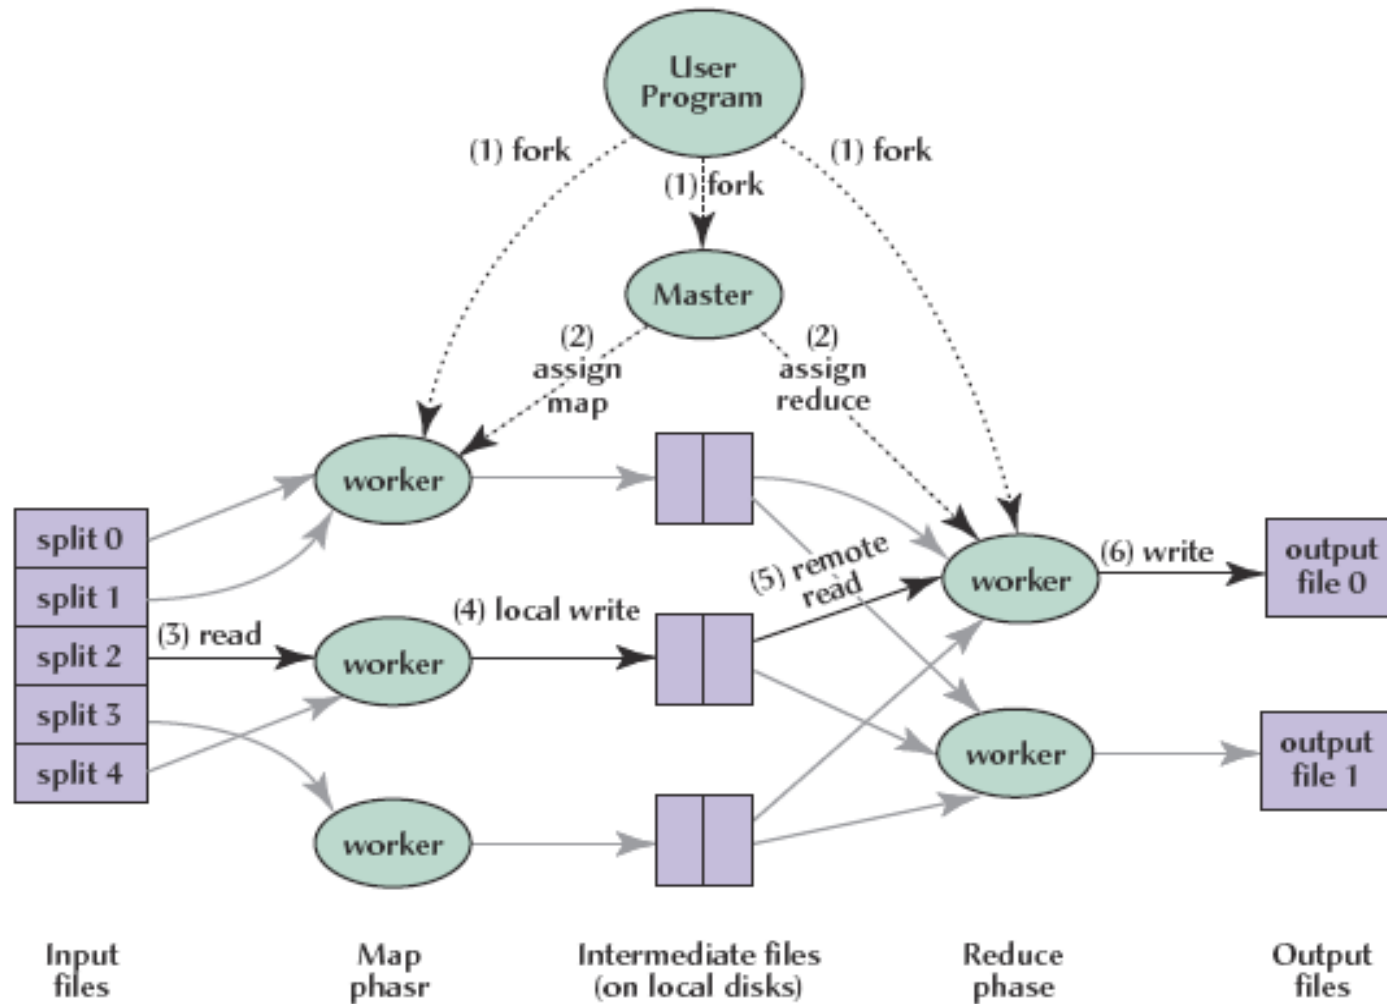 User
Program
(1) fork
(1) fork
(1) fork
Master
(2)
assign
map
(2)
assign
reduce
worker
split 0
split 1
split 2
split 3
split 4
(3) read
worker
(4) local write
(5) remote
read
worker
(6) write
output
file 0
worker
output
file 1
worker
Input
files
Map
phasr
Intermediate files
(on local disks)
Reduce
phase
Output
files